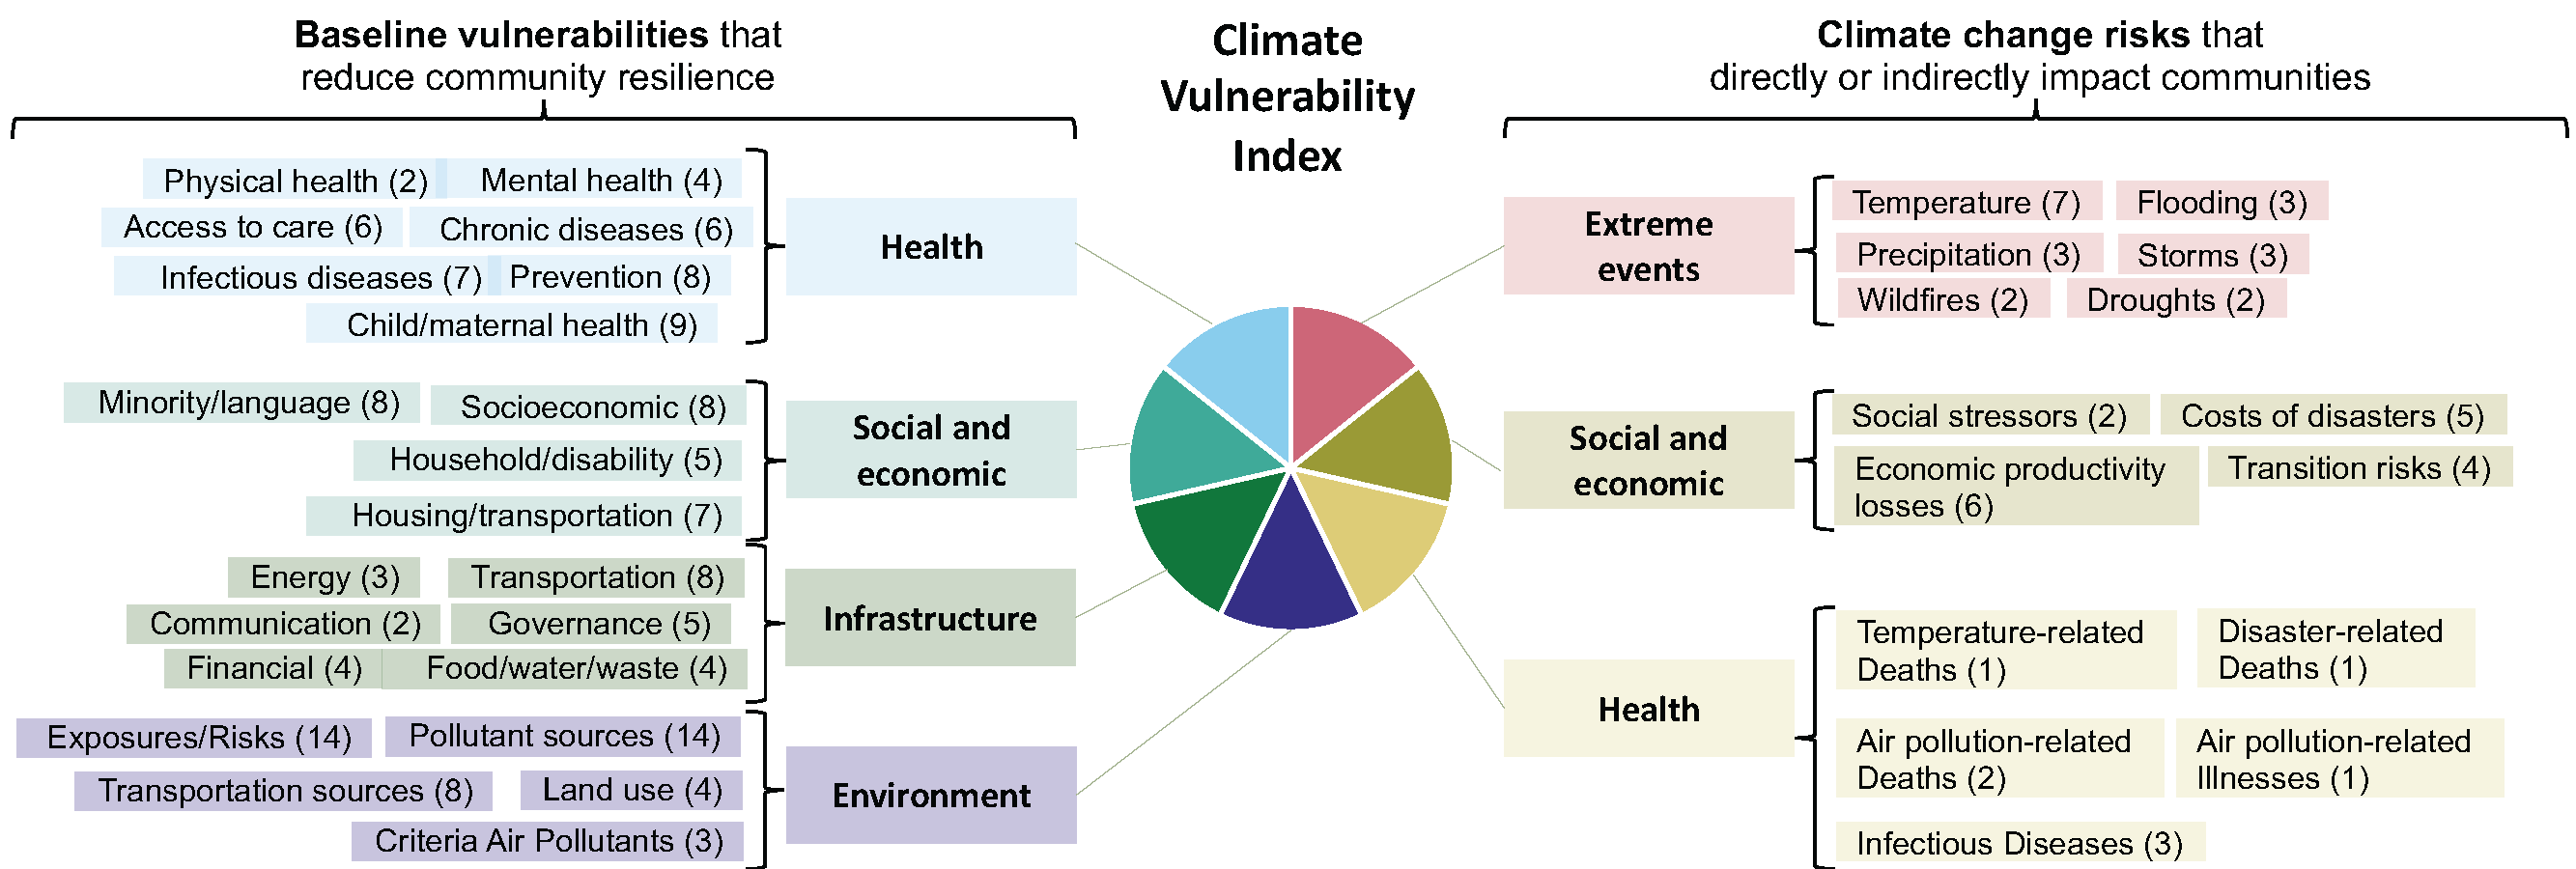 Baseline vulnerabilities that
reduce community resilience
Climate
Vulnerability
Index
Climate change risks that
directly or indirectly impact communities
Physical health (2)
Mental health (4)
Access to care (6)
Chronic diseases (6)
Infectious diseases (7)
Prevention (8)
Child/maternal health (9)
Health
Minority/language (8)
Socioeconomic (8)
Household/disability (5)
Housing/transportation (7)
Social and
economic
Energy (3)
Transportation (8)
Communication (2)
Governance (5)
Financial (4)
Food/water/waste (4)
Infrastructure
Exposures/Risks (14)
Pollutant sources (14)
Transportation sources (8)
Land use (4)
Criteria Air Pollutants (3)
Environment
Extreme
events
Temperature (7)
Flooding (3)
Precipitation (3)
Storms (3)
Wildfires (2)
Droughts (2)
Social and
economic
Social stressors (2)
Costs of disasters (5)
Economic productivity
losses (6)
Transition risks (4)
Health
Temperature-related
Deaths (1)
Disaster-related
Deaths (1)
Air pollution-related
Deaths (2)
Air pollution-related
Illnesses (1)
Infectious Diseases (3)